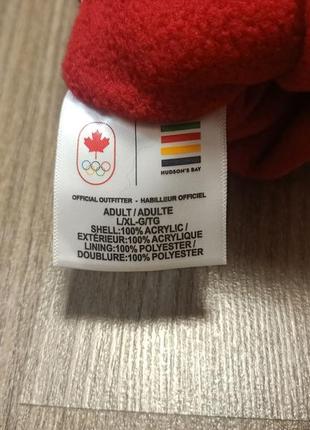 HUDSON'S BAY
OFFICIAL OUTFITTER - HABILLEUR OFFICIEL
ADULT / ADULTE
L/XL-G/TG
SHELL:100% ACRYLIC /
EXTÉRIEUR:100% ACRYLIQUE
LINING:100% POLYESTER /
DOUBLURE:100% POLYESTER